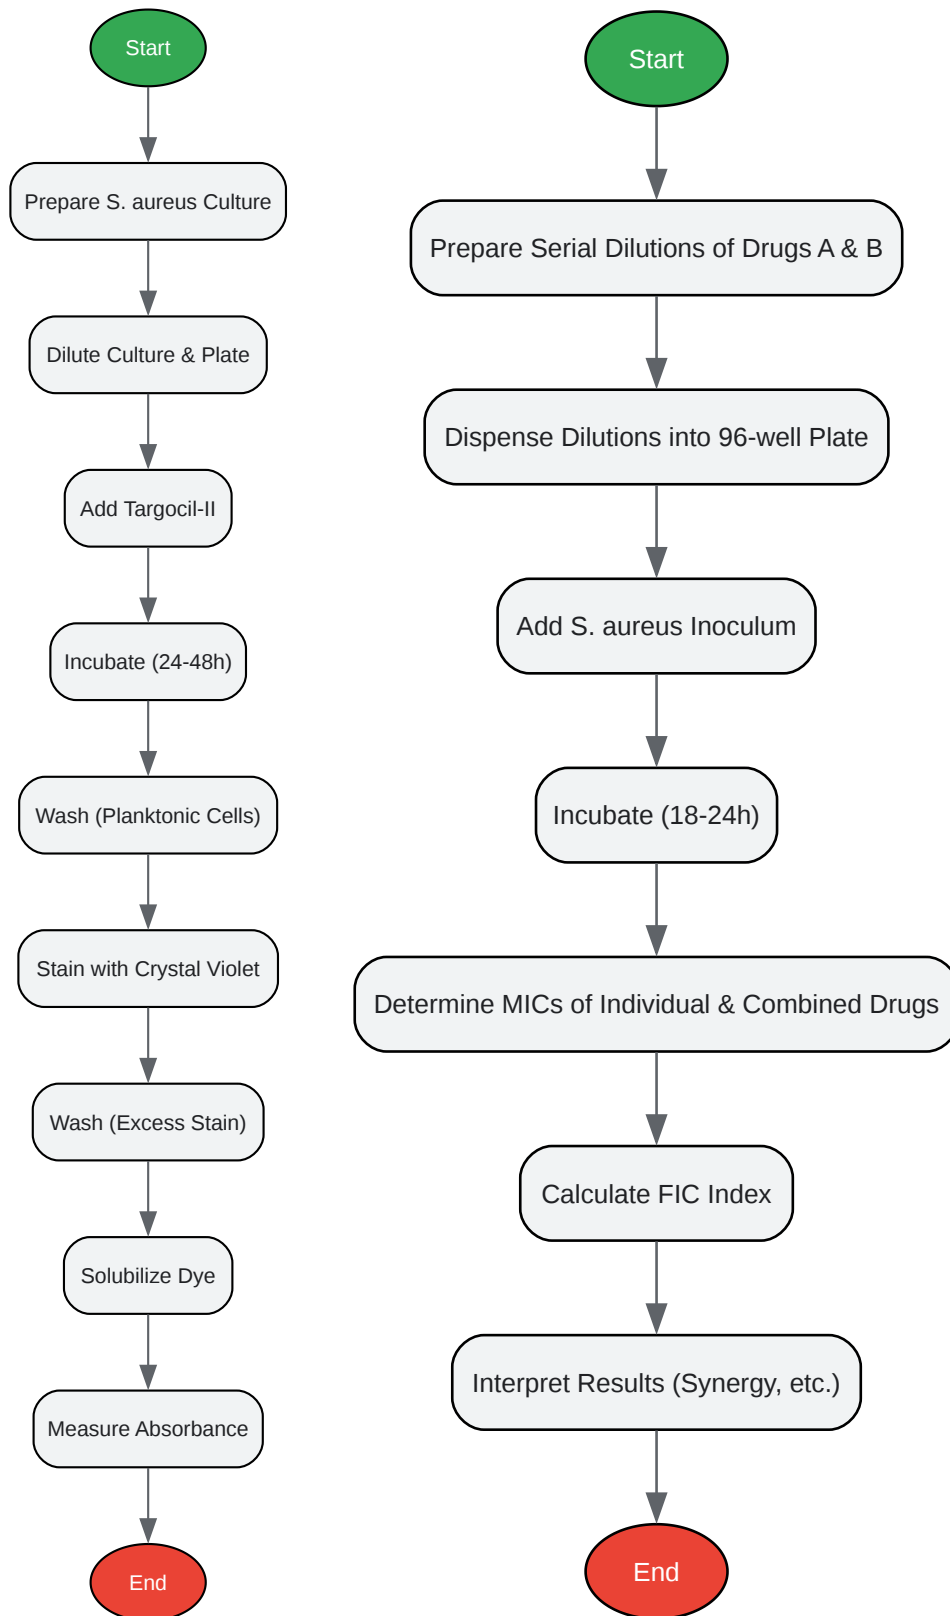 Start
Prepare S. aureus Culture
Dilute Culture & Plate
Add Targocil-II
Incubate (24-48h)
Wash (Planktonic Cells)
Stain with Crystal Violet
Wash (Excess Stain)
Solubilize Dye
Measure Absorbance
End
Start
Prepare Serial Dilutions of Drugs A & B
Dispense Dilutions into 96-well Plate
Add S. aureus Inoculum
Incubate (18-24h)
Determine MICs of Individual & Combined Drugs
Calculate FIC Index
Interpret Results (Synergy, etc.)
End